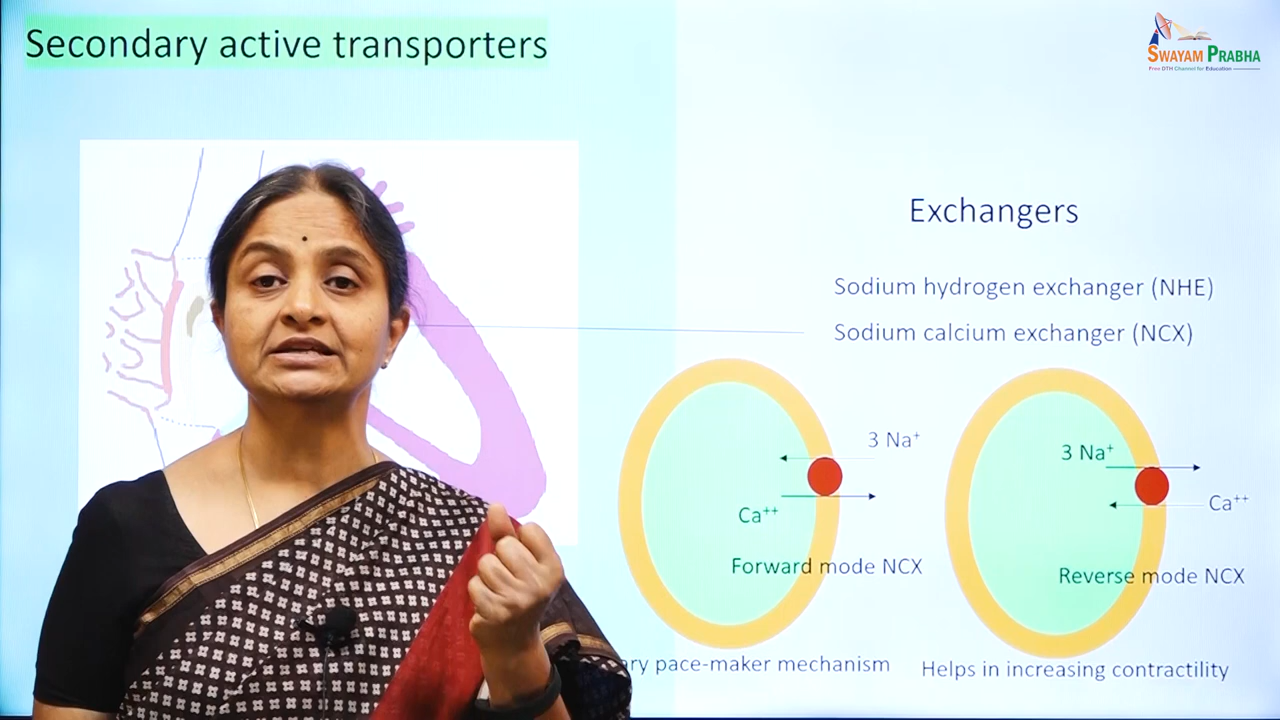 Secondary active transporters
SWAYAM PRABHA
Free DTH Channel for Education
Exchangers
Sodium hydrogen exchanger (NHE)
Sodium calcium exchanger (NCX)
3 Na⁺
Ca⁺⁺
Forward mode NCX
3 Na⁺
Ca⁺⁺
Reverse mode NCX
pace-maker mechanism
Helps in increasing contractility